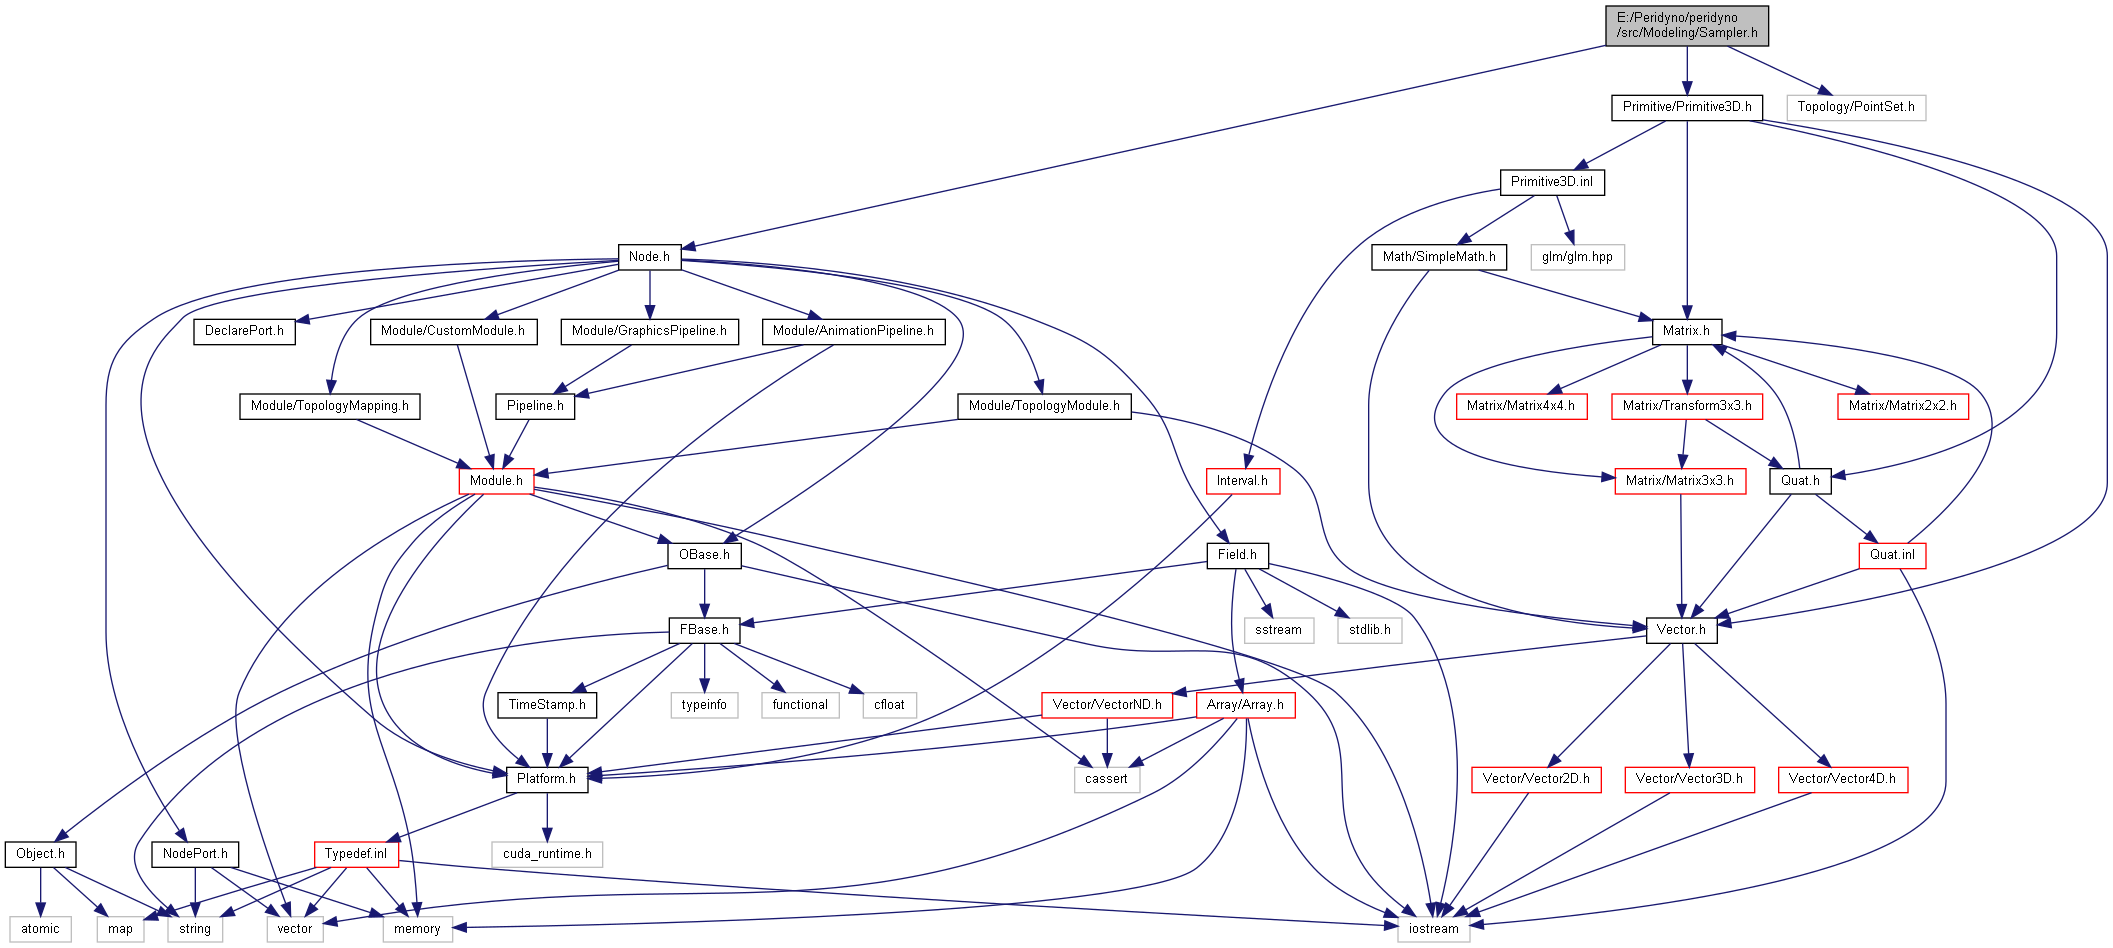 E:/Peridyno/peridyno
/src/Modeling/Sampler.h
Primitive/Primitive3D.h
Topology/PointSet.h
Primitive3D.inl
Node.h
Math/SimpleMath.h
glm/glm.hpp
DeclarePort.h
Module/CustomModule.h
Module/GraphicsPipeline.h
Module/AnimationPipeline.h
Matrix.h
Module/TopologyMapping.h
Pipeline.h
Module/TopologyModule.h
Matrix/Matrix4x4.h
Matrix/Transform3x3.h
Matrix/Matrix2x2.h
Module.h
Interval.h
Matrix/Matrix3x3.h
Quat.h
OBase.h
Field.h
Quat.inl
FBase.h
sstream
stdlib.h
Vector.h
TimeStamp.h
typeinfo
functional
cfloat
Vector/VectorND.h
Array/Array.h
Platform.h
cassert
Vector/Vector2D.h
Vector/Vector3D.h
Vector/Vector4D.h
Object.h
NodePort.h
Typedef.inl
cuda_runtime.h
atomic
map
string
vector
memory
iostream